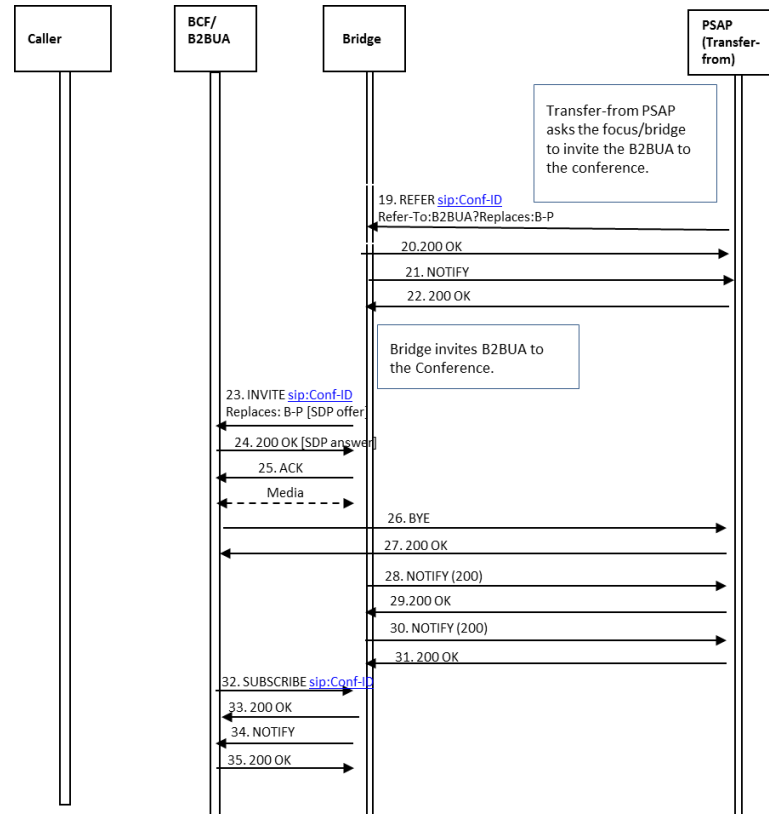 Caller
BCF/
B2BUA
Bridge
PSAP
(Transfer-
from)
Transfer-from PSAP
asks the focus/bridge
to invite the B2BUA to
the conference.
19. REFER sip:Conf-ID
Refer-To:B2BUA?Replaces:B-P
20.200 OK
21. NOTIFY
22. 200 OK
Bridge invites B2BUA to
the Conference.
23. INVITE sip:Conf-ID
Replaces: B-P [SDP offer]
24. 200 OK [SDP answer]
25. ACK
Media
26. BYE
27. 200 OK
28. NOTIFY (200)
29.200 OK
30. NOTIFY (200)
31. 200 OK
32. SUBSCRIBE sip:Conf-ID
33. 200 OK
34. NOTIFY
35. 200 OK